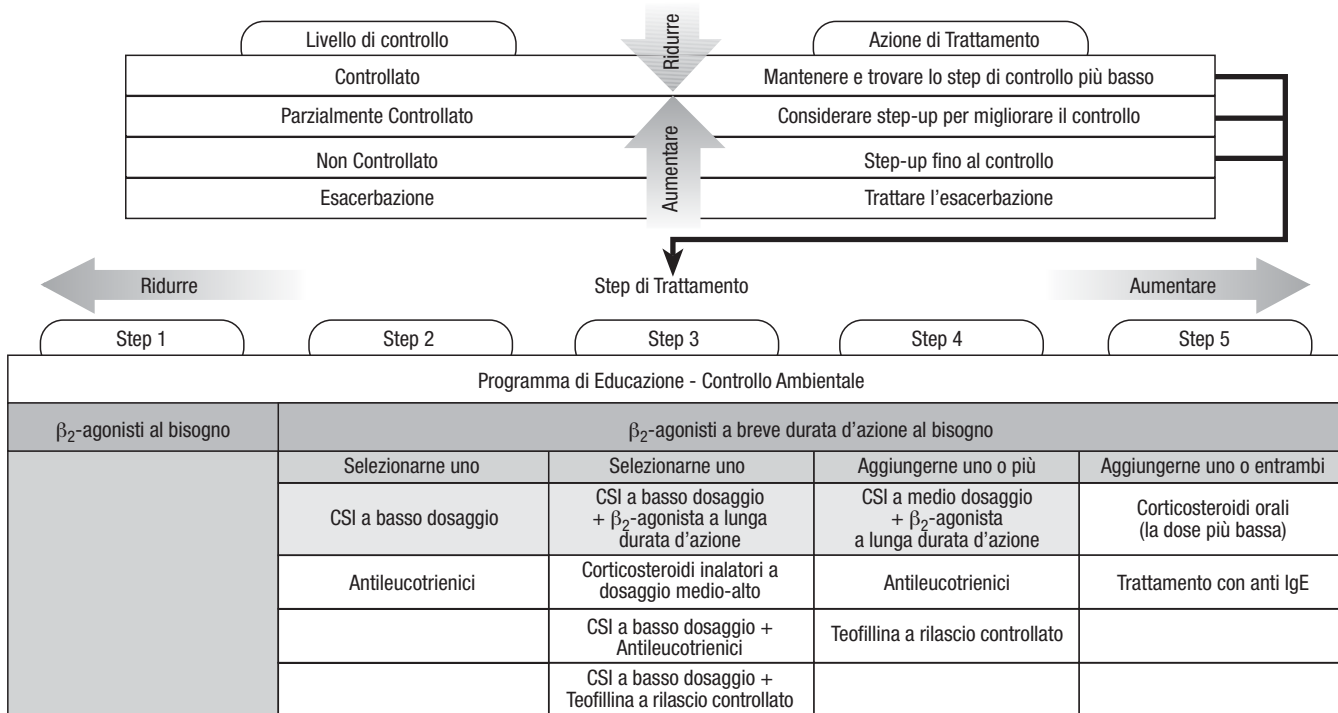 Livello di controllo
Ridurre
Azione di Trattamento
Controllato
Mantenere e trovare lo step di controllo più basso
Parzialmente Controllato
Aumentare
Considerare step-up per migliorare il controllo
Non Controllato
Step-up fino al controllo
Esacerbazione
Trattare l'esacerbazione
Ridurre
Step di Trattamento
Aumentare
Step 1
Step 2
Step 3
Step 4
Step 5
Programma di Educazione - Controllo Ambientale
β₂-agonisti al bisogno
β₂-agonisti a breve durata d'azione al bisogno
Selezionarne uno
Selezionarne uno
Aggiungerne uno o più
Aggiungerne uno o entrambi
CSI a basso dosaggio
CSI a basso dosaggio
+ β₂-agonista a lunga
durata d'azione
CSI a medio dosaggio
+ β₂-agonista
a lunga durata d'azione
Corticosteroidi orali
(la dose più bassa)
Antileucotrienici
Corticosteroidi inalatori a
dosaggio medio-alto
Antileucotrienici
Trattamento con anti IgE
CSI a basso dosaggio +
Antileucotrienici
Teofillina a rilascio controllato
CSI a basso dosaggio +
Teofillina a rilascio controllato